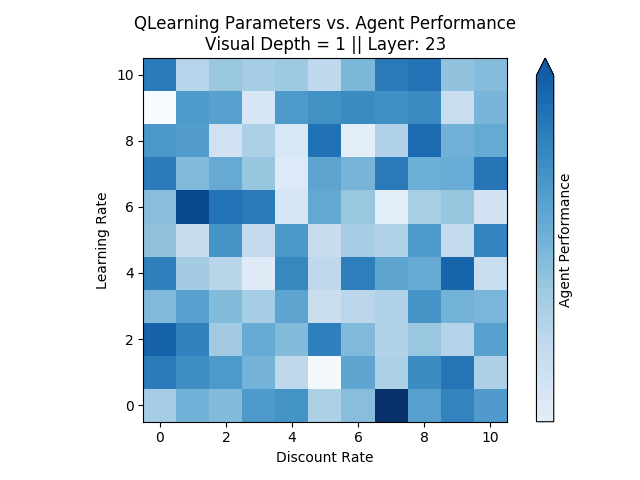 QLearning Parameters vs. Agent Performance
Visual Depth = 1 || Layer: 23
10
8
6
4
2
0
Learning Rate
0 2 4 6 8 10
Discount Rate
Agent Performance